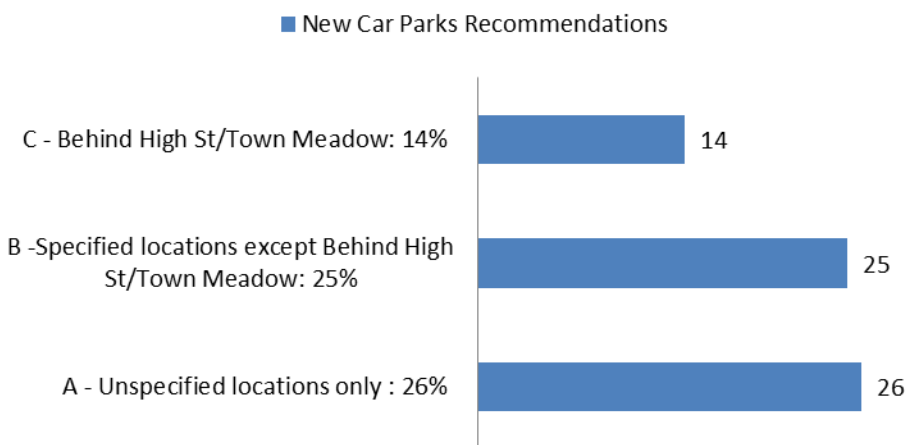 New Car Parks Recommendations
C - Behind High St/Town Meadow: 14%
14
B -Specified locations except Behind High
St/Town Meadow: 25%
25
A - Unspecified locations only : 26%
26